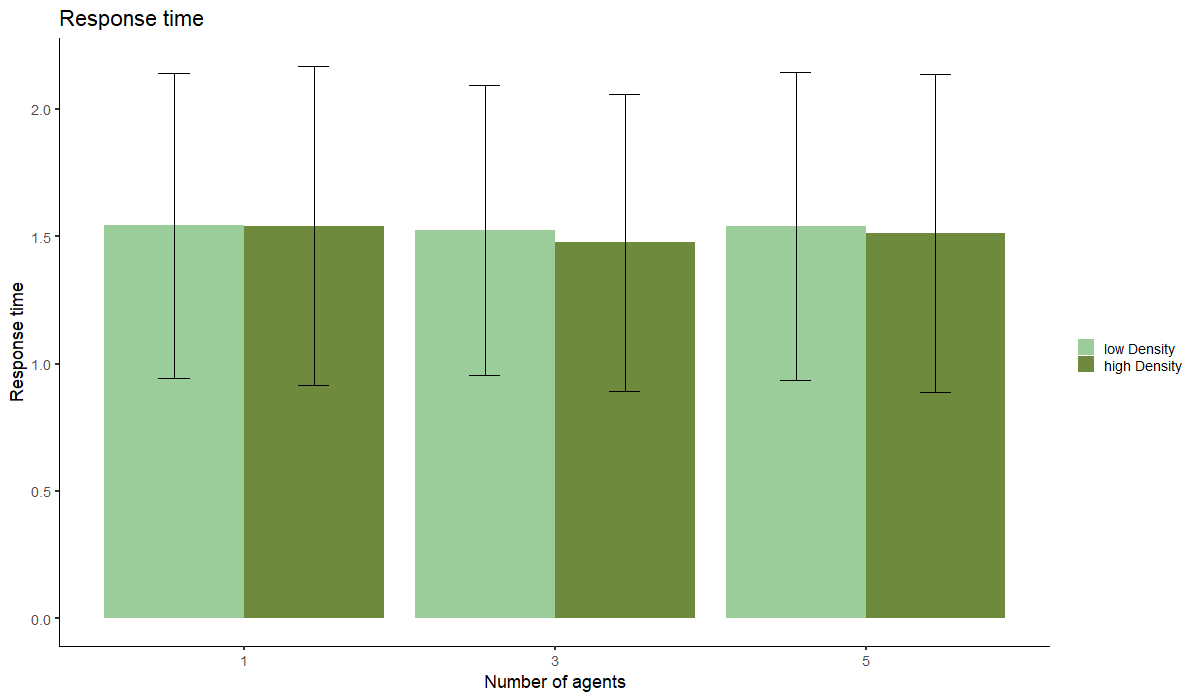 Response time
Response time
2.0
1.5
1.0
0.5
0.0
1 3 5
Number of agents
low Density
high Density